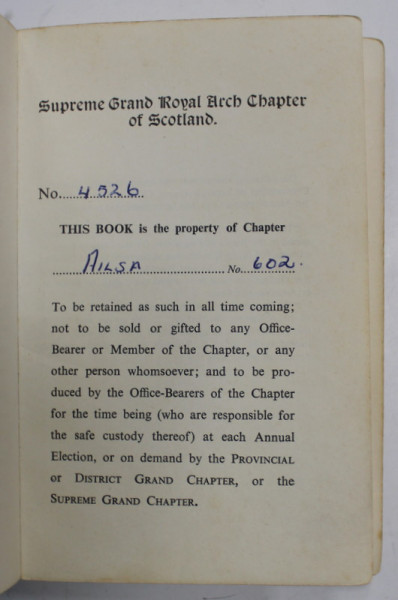 Supreme Grand Royal Arch Chapter
of Scotland.
No. 4526
THIS BOOK is the property of Chapter
AILSA No. 602.
To be retained as such in all time coming;
not to be sold or gifted to any Office-
Bearer or Member of the Chapter, or any
other person whomsoever; and to be pro-
duced by the Office-Bearers of the Chapter
for the time being (who are responsible for
the safe custody thereof) at each Annual
Election, or on demand by the PROVINCIAL
or DISTRICT GRAND CHAPTER, or the
SUPREME GRAND CHAPTER.